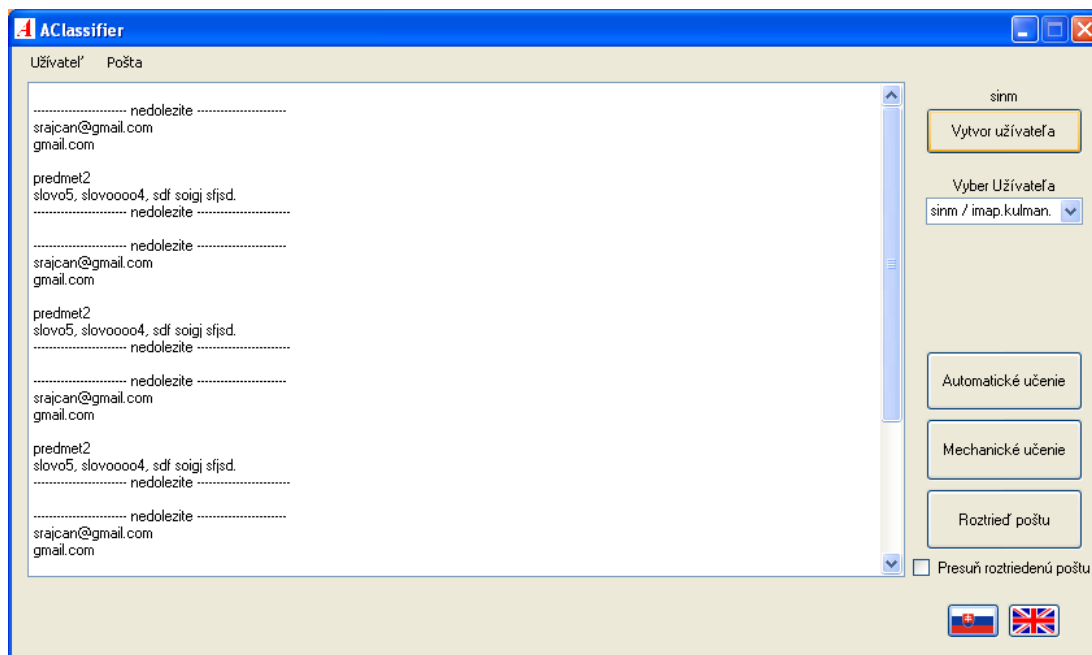 AClassifier
Užívateľ Pošta
----------------------- nedolezite ----------------------
srajcan@gmail.com
gmail.com
predmet2
slovo5, slovoooo4, sdf soigj sfjsd.
----------------------- nedolezite -----------------------
----------------------- nedolezite ----------------------
srajcan@gmail.com
gmail.com
predmet2
slovo5, slovoooo4, sdf soigj sfjsd.
----------------------- nedolezite -----------------------
----------------------- nedolezite ----------------------
srajcan@gmail.com
gmail.com
predmet2
slovo5, slovoooo4, sdf soigj sfjsd.
----------------------- nedolezite -----------------------
----------------------- nedolezite ----------------------
srajcan@gmail.com
gmail.com
sinm
Vytvor užívateľa
Vyber Užívateľa
sinm / imap.kulman.
Automatické učenie
Mechanické učenie
Roztrieď poštu
Presuň roztriedenú poštu